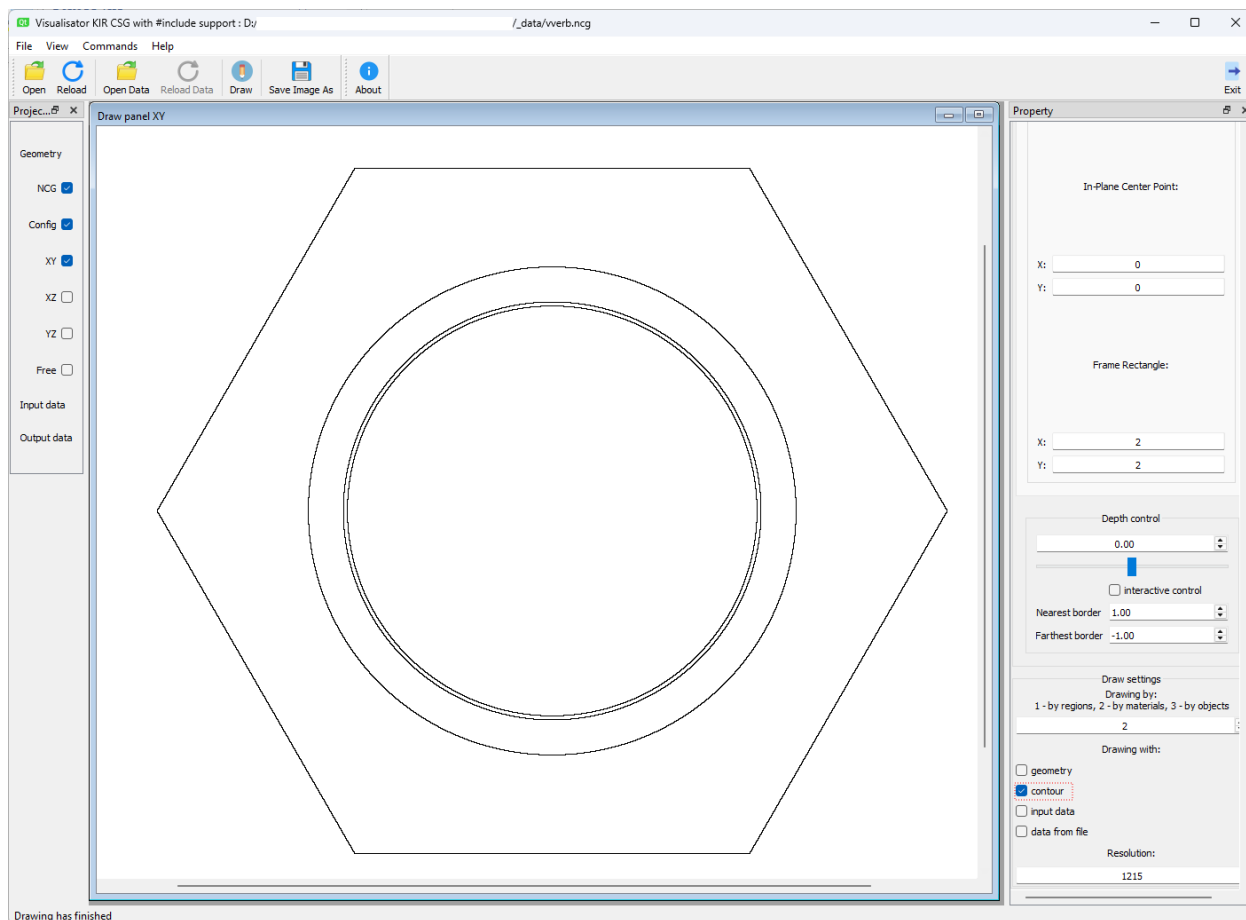 Visualisator KIR CSG with #include support : D:/ /_data/vverb.ncg
File View Commands Help
Open Reload Open Data Reload Data Draw Save Image As About Exit
Projec...
Geometry
NCG
Config
XY
XZ
YZ
Free
Input data
Output data
Draw panel XY
Property
In-Plane Center Point:
X: 0
Y: 0
Frame Rectangle:
X: 2
Y: 2
Depth control
0.00
interactive control
Nearest border 1.00
Farthest border -1.00
Draw settings
Drawing by:
1 - by regions, 2 - by materials, 3 - by objects
2
Drawing with:
geometry
contour
input data
data from file
Resolution:
1215
Drawing has finished